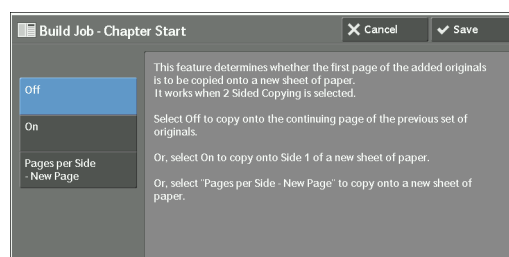 Build Job - Chapter Start
Cancel
Save
Off
On
Pages per Side
- New Page
This feature determines whether the first page of the added originals
is to be copied onto a new sheet of paper.
It works when 2 Sided Copying is selected.
Select Off to copy onto the continuing page of the previous set of
originals.
Or, select On to copy onto Side 1 of a new sheet of paper.
Or, select "Pages per Side - New Page" to copy onto a new sheet of
paper.